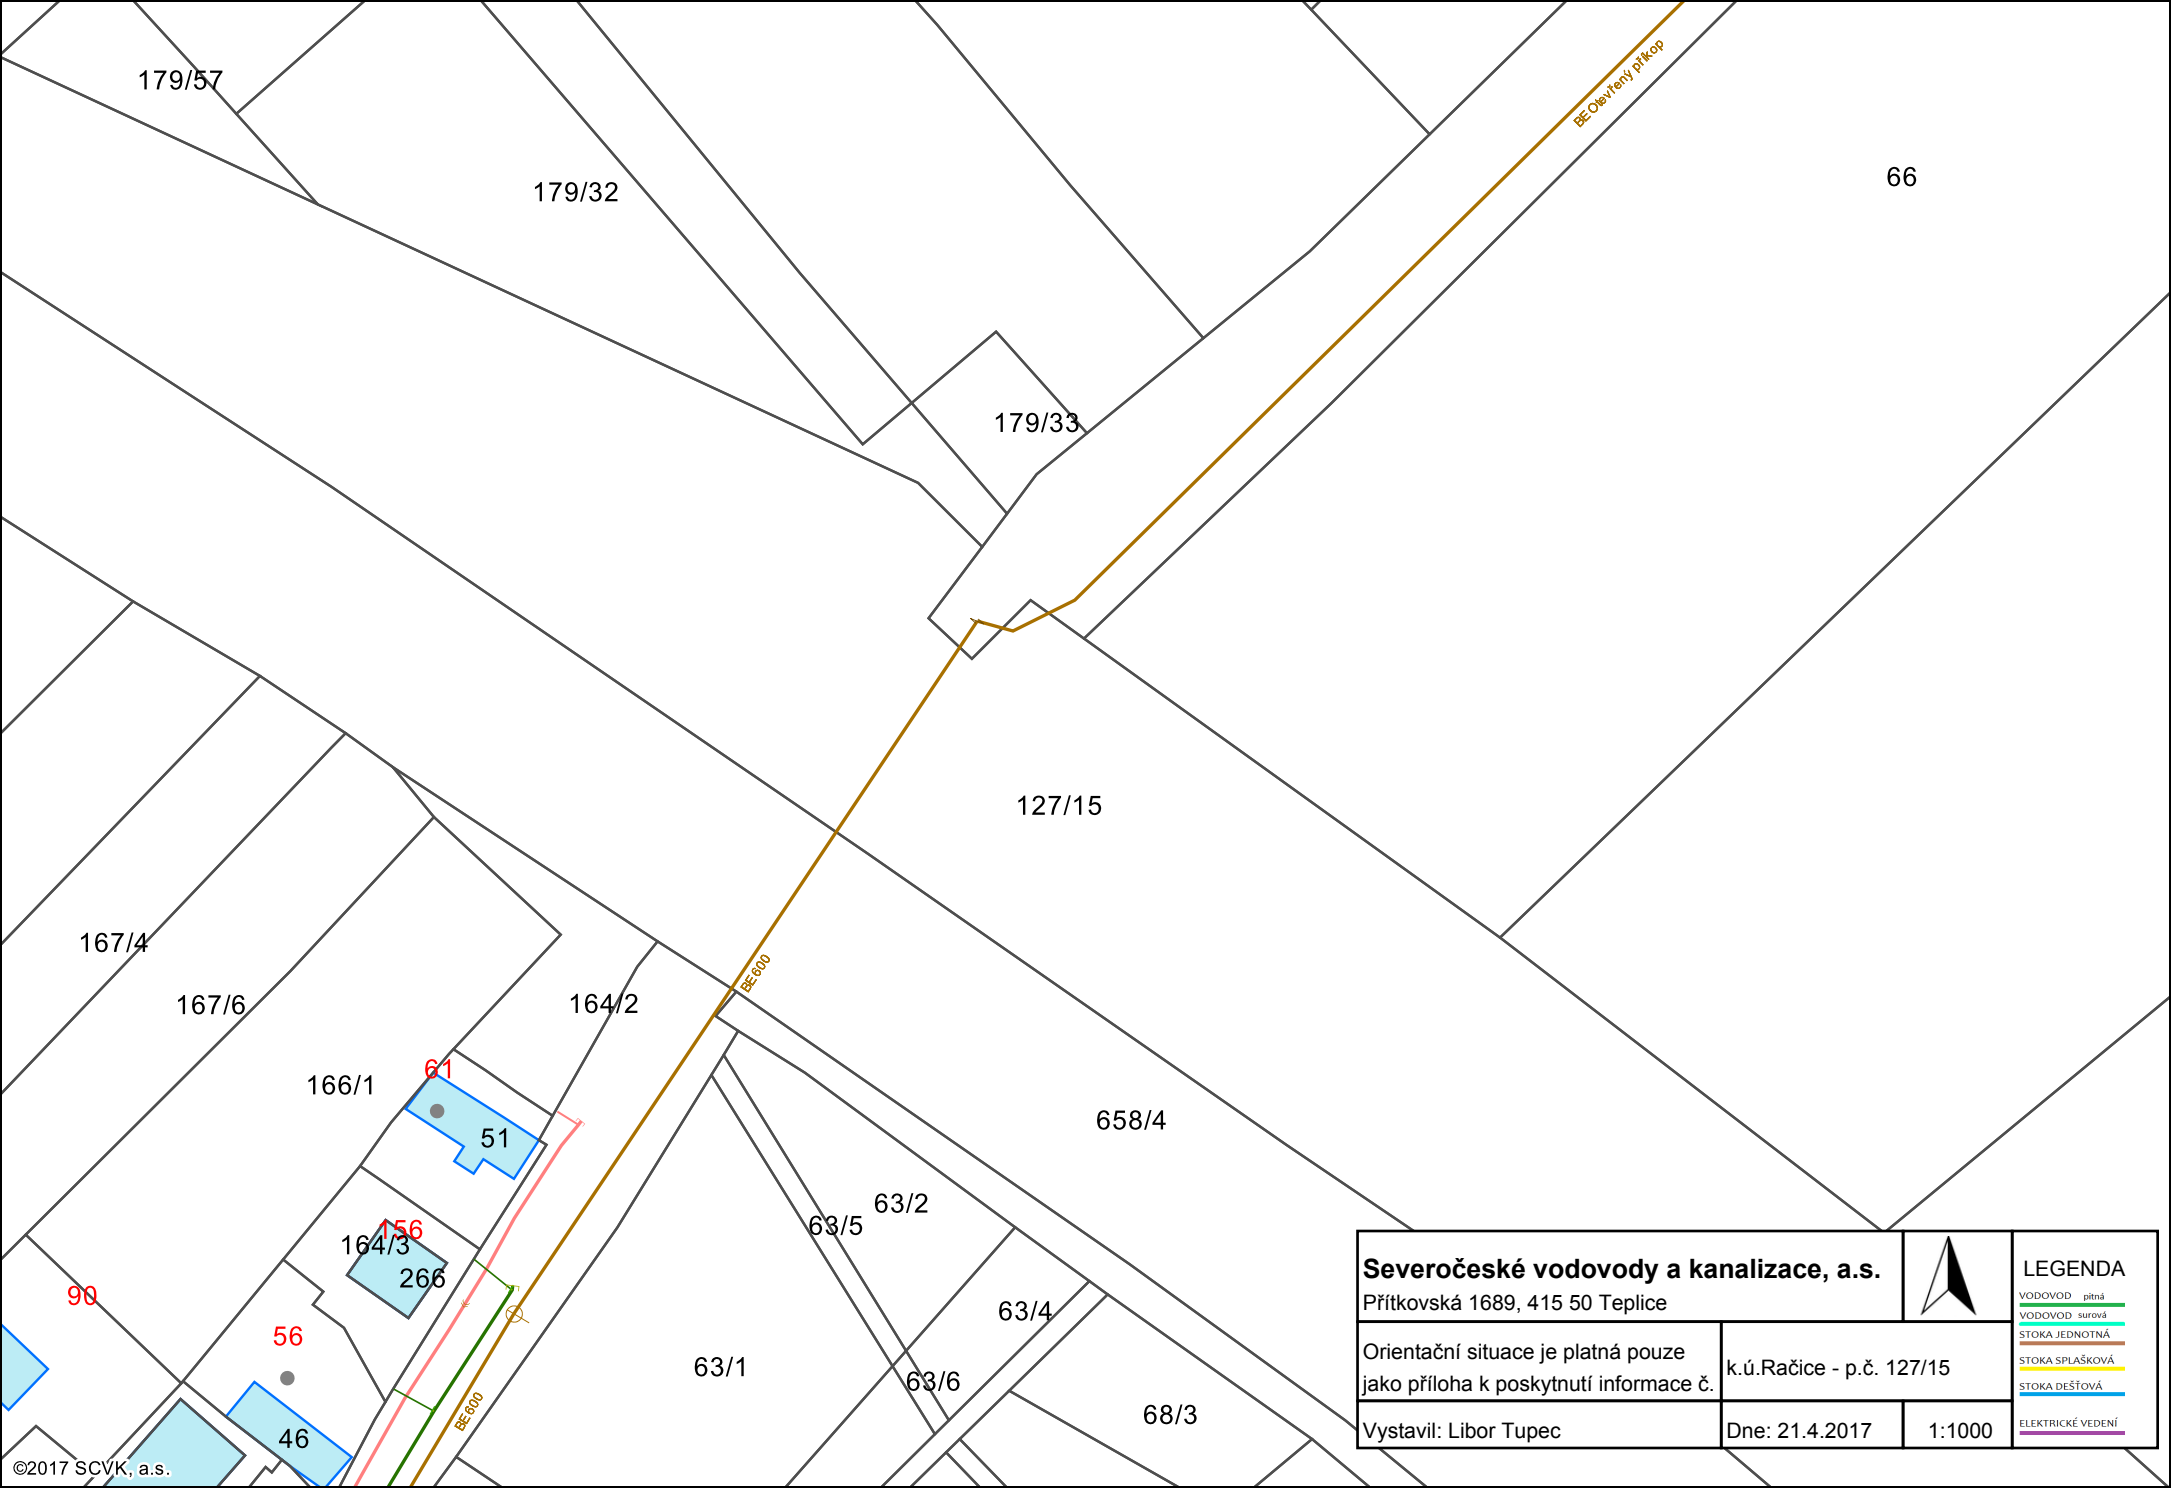 179/57
179/32
BE Otevřený příkop
66
179/33
127/15
167/4
167/6
164/2
BE 600
61
166/1
51
658/4
63/2
63/5
156
164/3
266
90
56
63/4
63/1
63/6
68/3
BE 600
46
©2017 SCVK, a.s.
Severočeské vodovody a kanalizace, a.s.
Přítkovská 1689, 415 50 Teplice
Orientační situace je platná pouze
jako příloha k poskytnutí informace č.
k.ú.Račice - p.č. 127/15
Vystavil: Libor Tupec
Dne: 21.4.2017
1:1000
LEGENDA
VODOVOD pitná
VODOVOD surová
STOKA JEDNOTNÁ
STOKA SPLAŠKOVÁ
STOKA DEŠŤOVÁ
ELEKTRICKÉ VEDENÍ